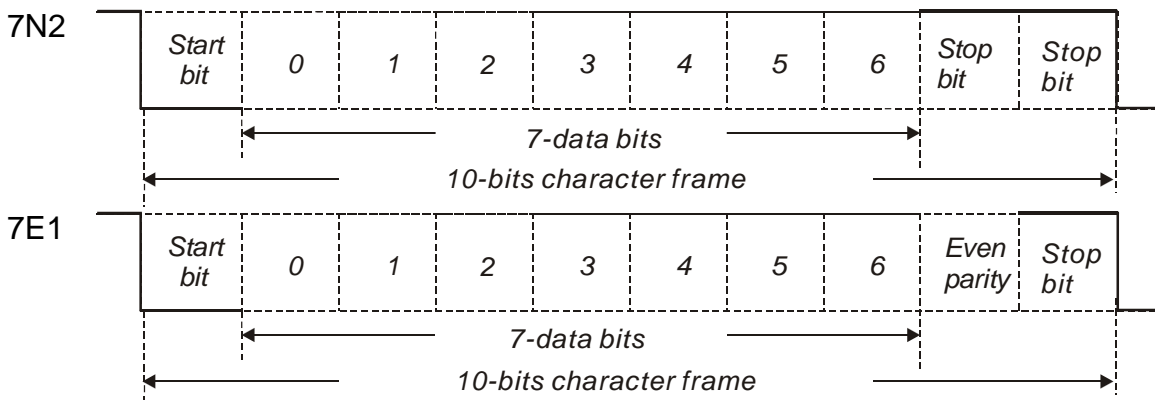 7N2
Start bit 0 1 2 3 4 5 6 Stop bit Stop bit
7-data bits
10-bits character frame
7E1
Start bit 0 1 2 3 4 5 6 Even parity Stop bit
7-data bits
10-bits character frame